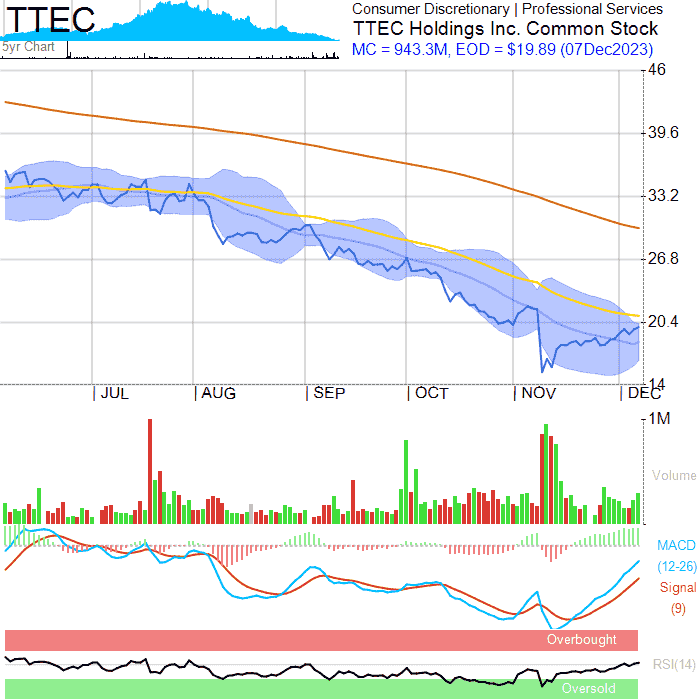 TTEC
5yr Chart
Consumer Discretionary | Professional Services
TTEC Holdings Inc. Common Stock
MC = 943.3M, EOD = $19.89 (07Dec2023)
46
39.6
33.2
26.8
20.4
14
JUL AUG SEP OCT NOV DEC
1M
Volume
MACD
(12-26)
Signal
(9)
Overbought
RSI(14)
Oversold